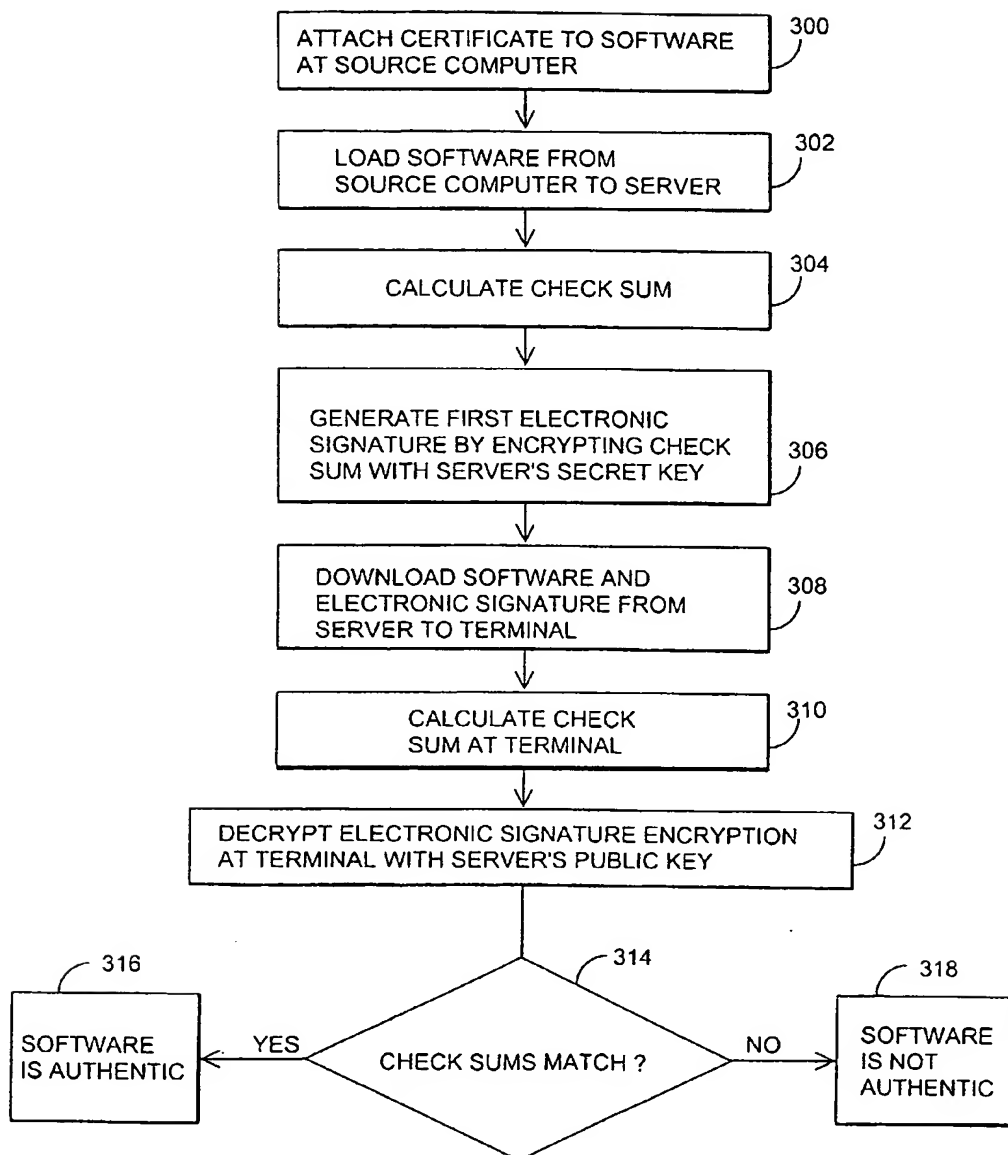 ATTACH CERTIFICATE TO SOFTWARE
AT SOURCE COMPUTER
300
LOAD SOFTWARE FROM
SOURCE COMPUTER TO SERVER
302
CALCULATE CHECK SUM
304
GENERATE FIRST ELECTRONIC
SIGNATURE BY ENCRYPTING CHECK
SUM WITH SERVER'S SECRET KEY
306
DOWNLOAD SOFTWARE AND
ELECTRONIC SIGNATURE FROM
SERVER TO TERMINAL
308
CALCULATE CHECK
SUM AT TERMINAL
310
DECRYPT ELECTRONIC SIGNATURE ENCRYPTION
AT TERMINAL WITH SERVER'S PUBLIC KEY
312
314
CHECK SUMS MATCH ?
YES
316
SOFTWARE
IS AUTHENTIC
NO
318
SOFTWARE
IS NOT
AUTHENTIC